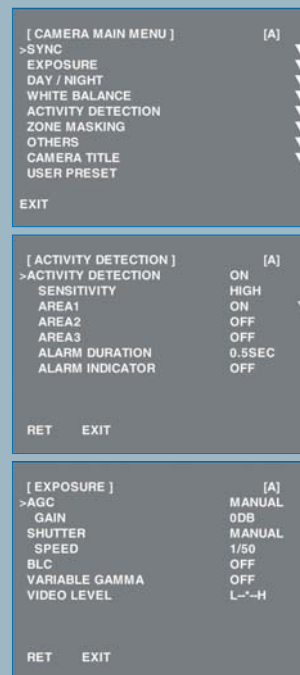 [ CAMERA MAIN MENU ] [A]
>SYNC
EXPOSURE
DAY / NIGHT
WHITE BALANCE
ACTIVITY DETECTION
ZONE MASKING
OTHERS
CAMERA TITLE
USER PRESET
EXIT
[ ACTIVITY DETECTION ] [A]
>ACTIVITY DETECTION ON
SENSITIVITY HIGH
AREA1 ON
AREA2 OFF
AREA3 OFF
ALARM DURATION 0.5SEC
ALARM INDICATOR OFF
RET EXIT
[ EXPOSURE ] [A]
>AGC MANUAL
GAIN 0DB
SHUTTER MANUAL
SPEED 1/50
BLC OFF
VARIABLE GAMMA OFF
VIDEO LEVEL L--*--H
RET EXIT